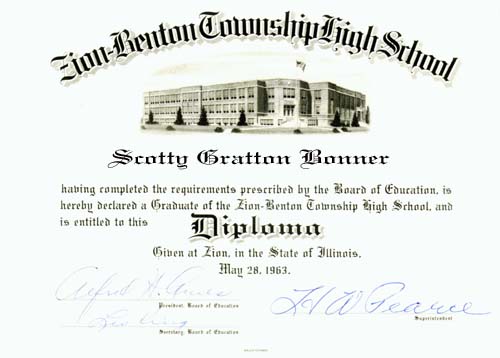 Zion-Benton Township High School
Scotty Gratton Bonner
having completed the requirements prescribed by the Board of Education, is
hereby declared a Graduate of the Zion-Benton Township High School, and
is entitled to this Diploma
Given at Zion, in the State of Illinois,
May 28, 1963.
President, Board of Education
H W Pearce
Superintendent
Secretary, Board of Education